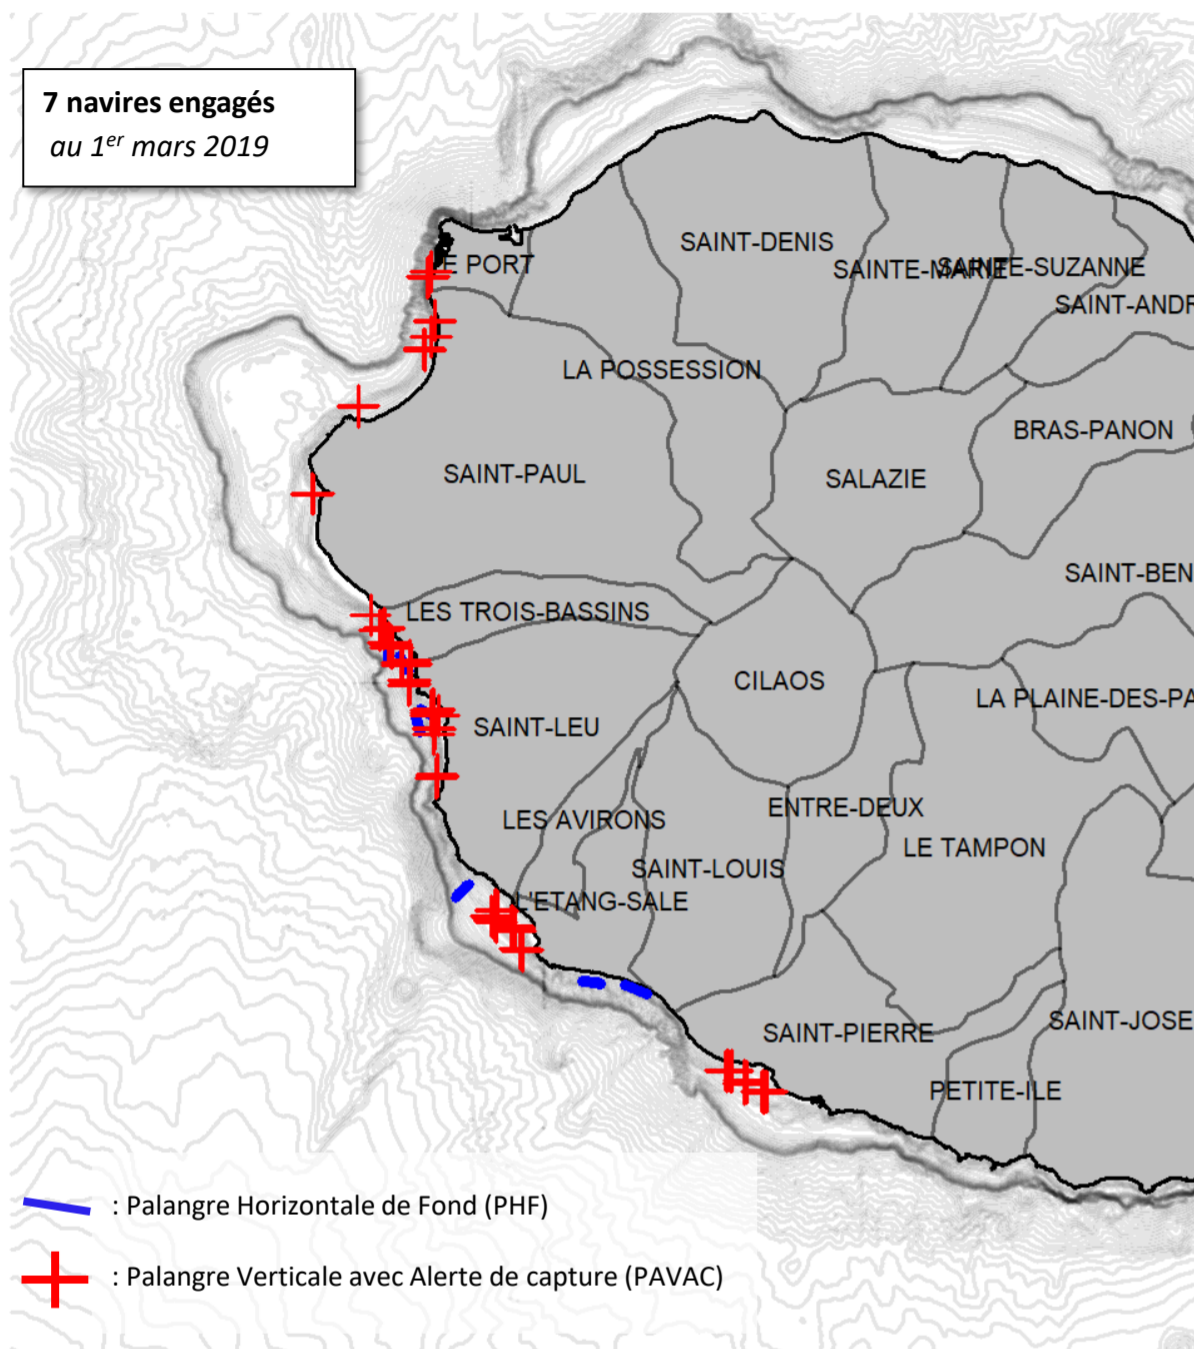 7 navires engagés
au 1er mars 2019
SAINT-DENIS
E PORT
SAINTE-MARIE
SAINTE-SUZANNE
SAINT-ANDR
LA POSSESSION
BRAS-PANON
SAINT-PAUL
SALAZIE
SAINT-BEN
LES TROIS-BASSINS
CILAOS
LA PLAINE-DES-PA
SAINT-LEU
ENTRE-DEUX
LES AVIRONS
LE TAMPON
SAINT-LOUIS
L'ETANG-SALE
SAINT-JOSE
SAINT-PIERRE
PETITE-ILE
: Palangre Horizontale de Fond (PHF)
: Palangre Verticale avec Alerte de capture (PAVAC)